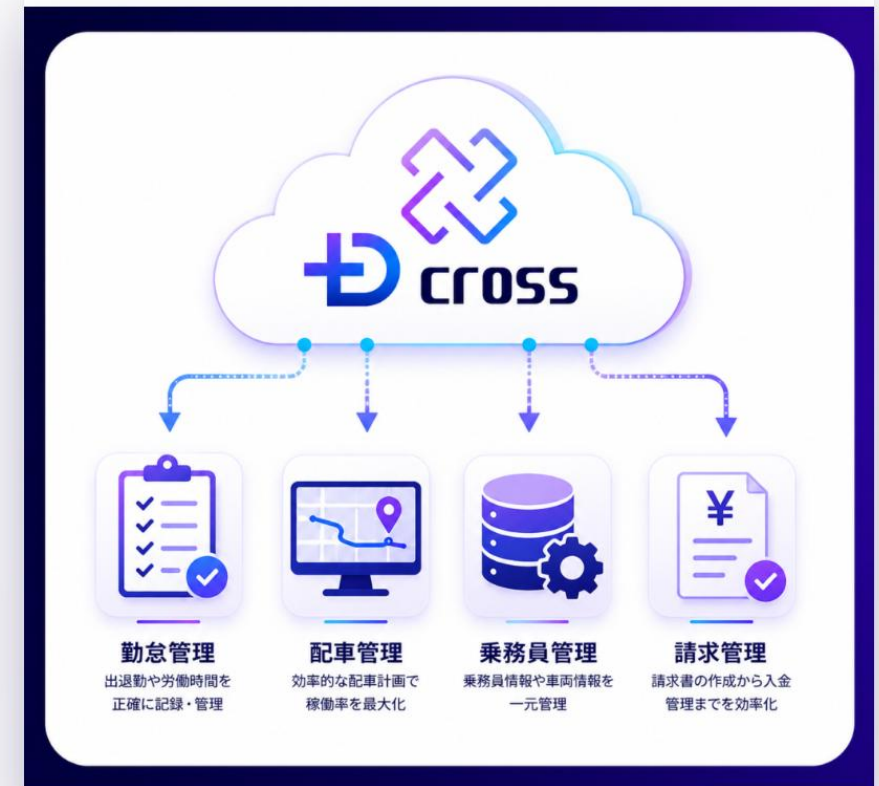 D cross
¥
勤怠管理
出退勤や労働時間を
正確に記録・管理
配車管理
効率的な配車計画で
稼働率を最大化
乗務員管理
乗務員情報や車両情報を
一元管理
請求管理
請求書の作成から入金
管理までを効率化